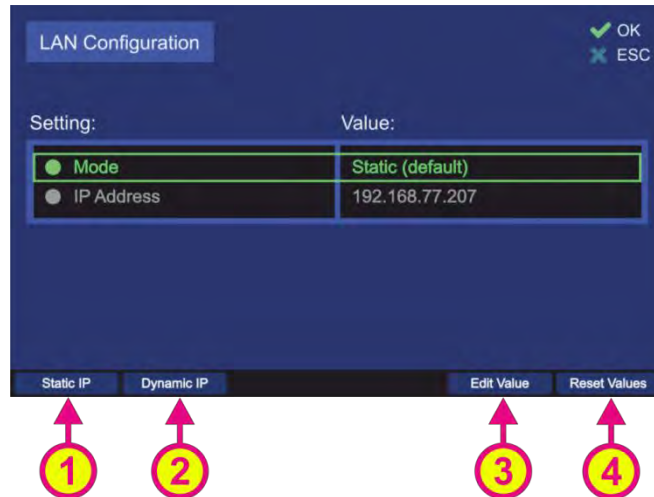 LAN Configuration
OK
ESC
Setting: Value:
Mode Static (default)
IP Address 192.168.77.207
Static IP Dynamic IP Edit Value Reset Values
1 2 3 4